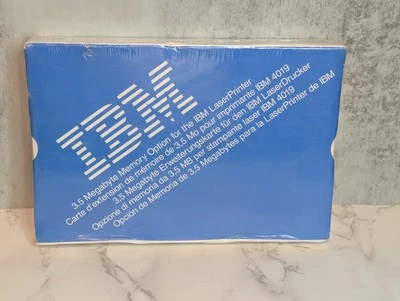 IBM
3.5 Megabyte Memory Option for the IBM LaserPrinter
Carte d'extension de mémoire de 3,5 Mo pour imprimante IBM 4019
3.5 Megabyte Erweiterungskarte für den IBM LaserDrucker
Opzione di memoria da 3,5 MB per stampante laser IBM 4019
Opción de Memoria de 3,5 Megabytes para la LaserPrinter de IBM